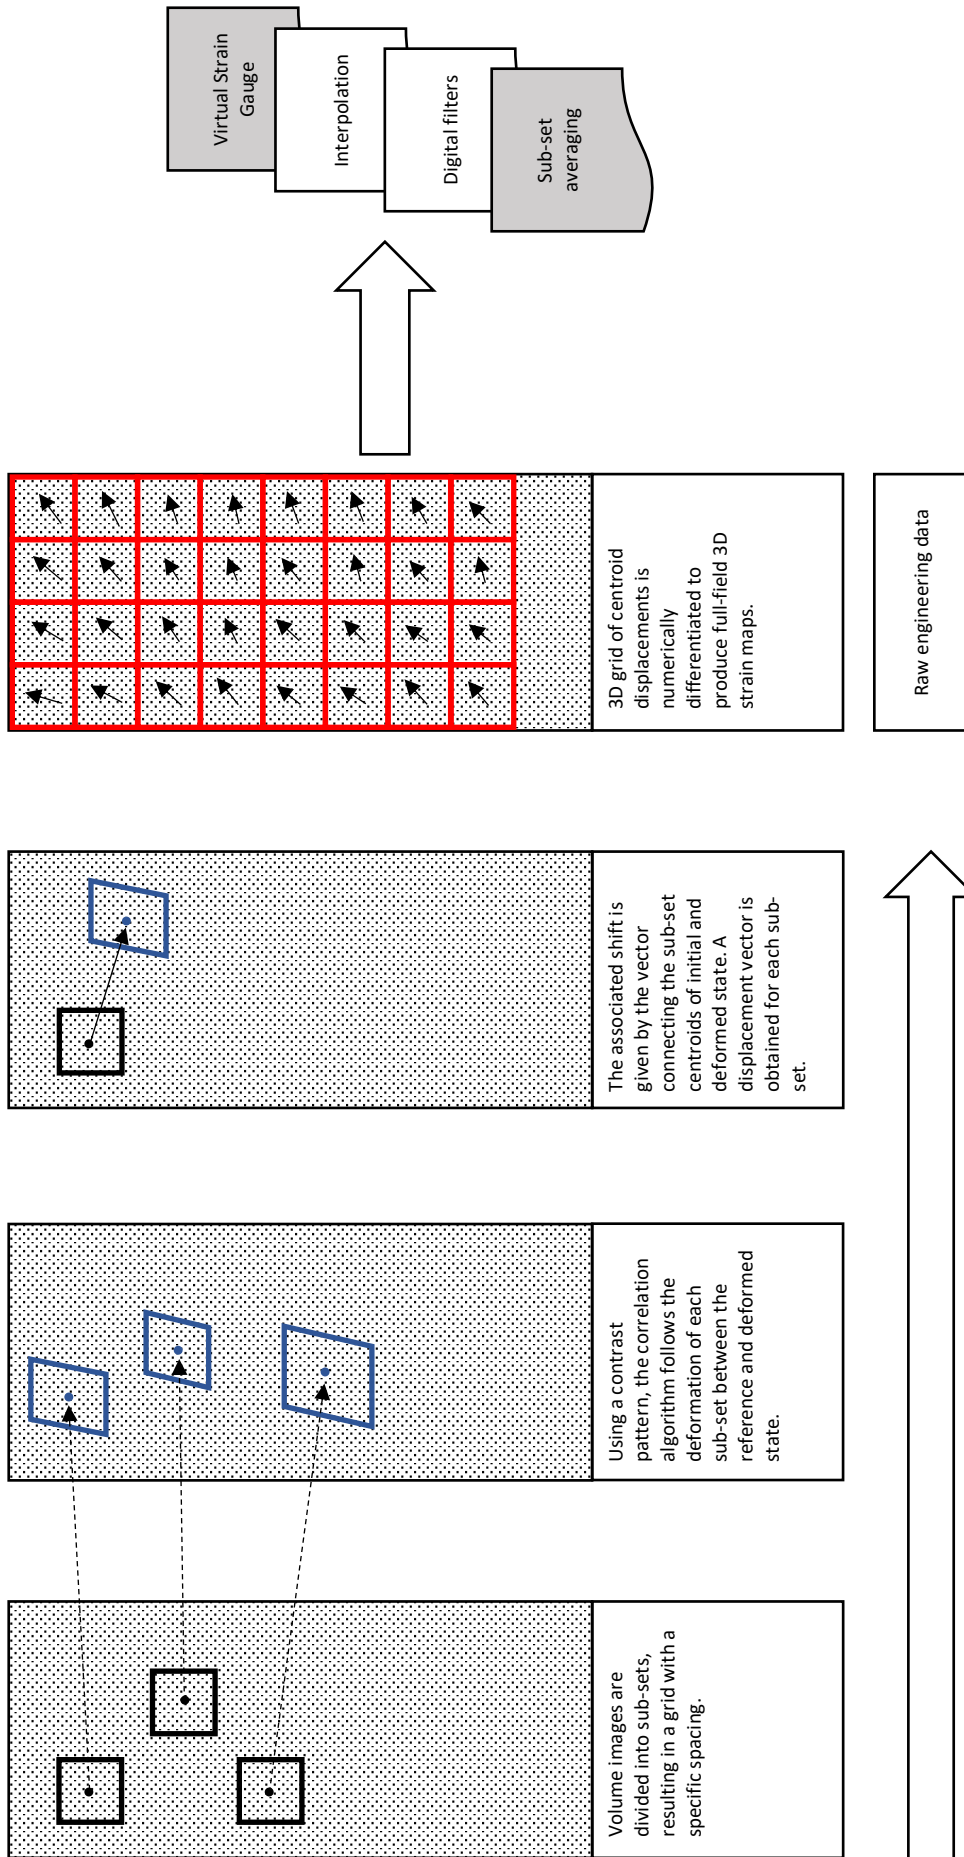 Volume images are
divided into sub-sets,
resulting in a grid with a
specific spacing.
Using a contrast
pattern, the correlation
algorithm follows the
deformation of each
sub-set between the
reference and deformed
state.
The associated shift is
given by the vector
connecting the sub-set
centroids of initial and
deformed state. A
displacement vector is
obtained for each sub-
set.
3D grid of centroid
displacements is
numerically
differentiated to
produce full-field 3D
strain maps.
Raw engineering data
Virtual Strain
Gauge
Interpolation
Digital filters
Sub-set
averaging